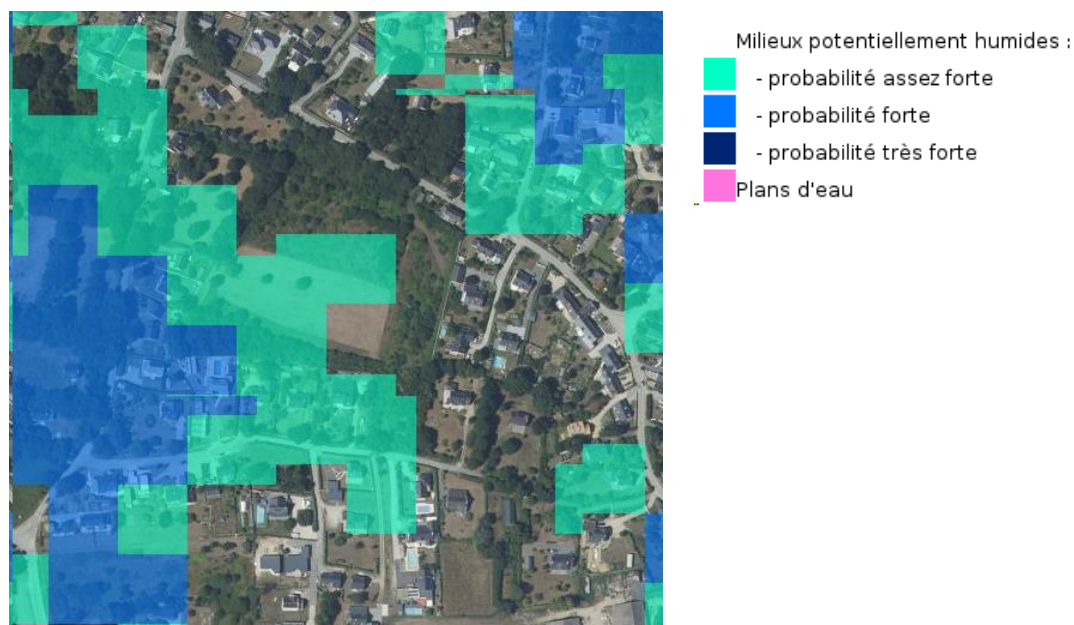 Milieux potentiellement humides :
- probabilité assez forte
- probabilité forte
- probabilité très forte
Plans d'eau